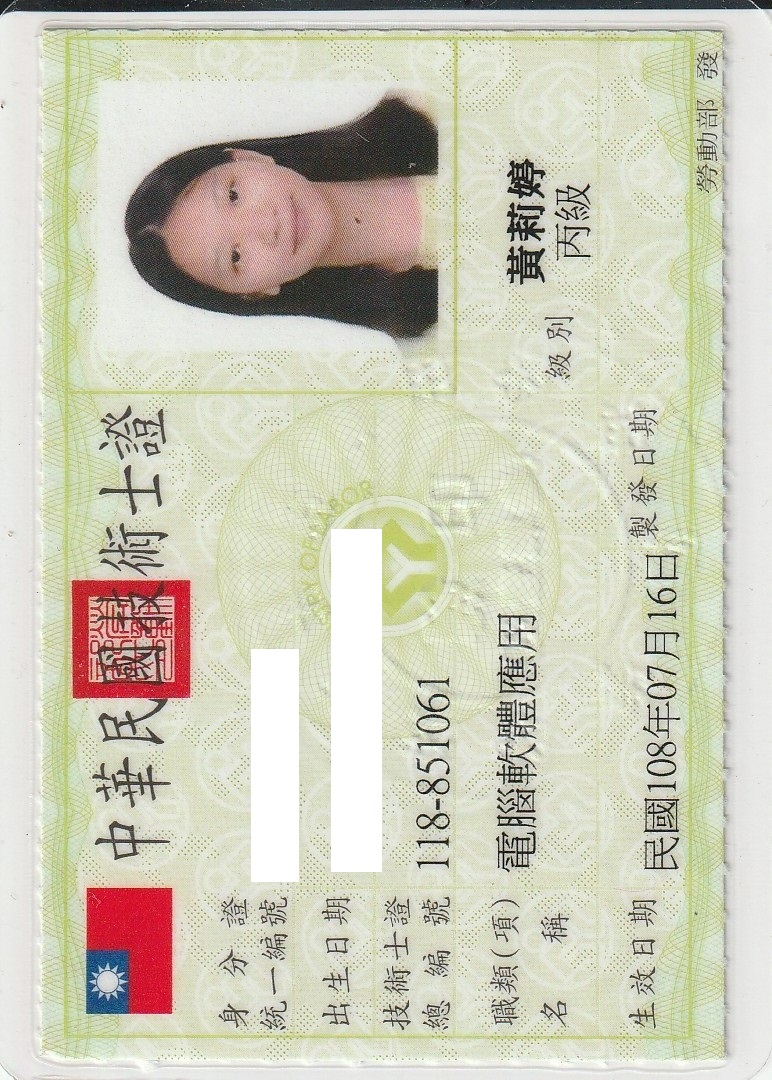 中華民國技術士證
身分證
統一編號
出生日期
技術士證
總編號 118-851061
職類(項)
名稱 電腦軟體應用
黃莉婷
級別 丙級
生效日期 民國108年07月16日 製發日期
勞動部 發